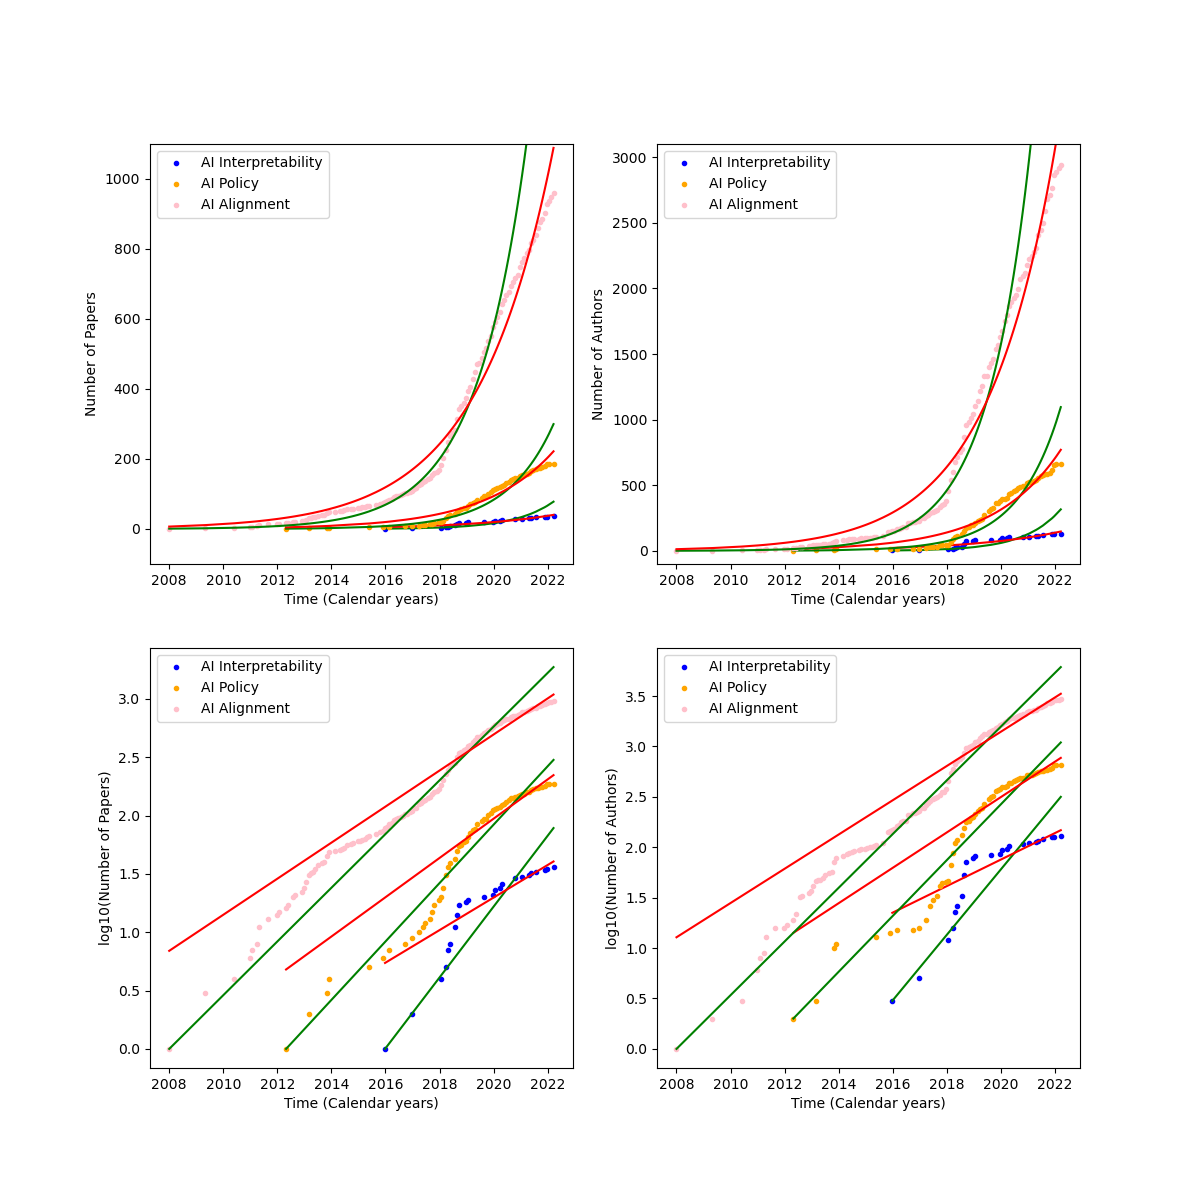 AI Interpretability
AI Policy
AI Alignment
Number of Papers
1000
800
600
400
200
0
2008 2010 2012 2014 2016 2018 2020 2022
Time (Calendar years)
AI Interpretability
AI Policy
AI Alignment
Number of Authors
3000
2500
2000
1500
1000
500
0
2008 2010 2012 2014 2016 2018 2020 2022
Time (Calendar years)
AI Interpretability
AI Policy
AI Alignment
log10(Number of Papers)
3.0
2.5
2.0
1.5
1.0
0.5
0.0
2008 2010 2012 2014 2016 2018 2020 2022
Time (Calendar years)
AI Interpretability
AI Policy
AI Alignment
log10(Number of Authors)
3.5
3.0
2.5
2.0
1.5
1.0
0.5
0.0
2008 2010 2012 2014 2016 2018 2020 2022
Time (Calendar years)